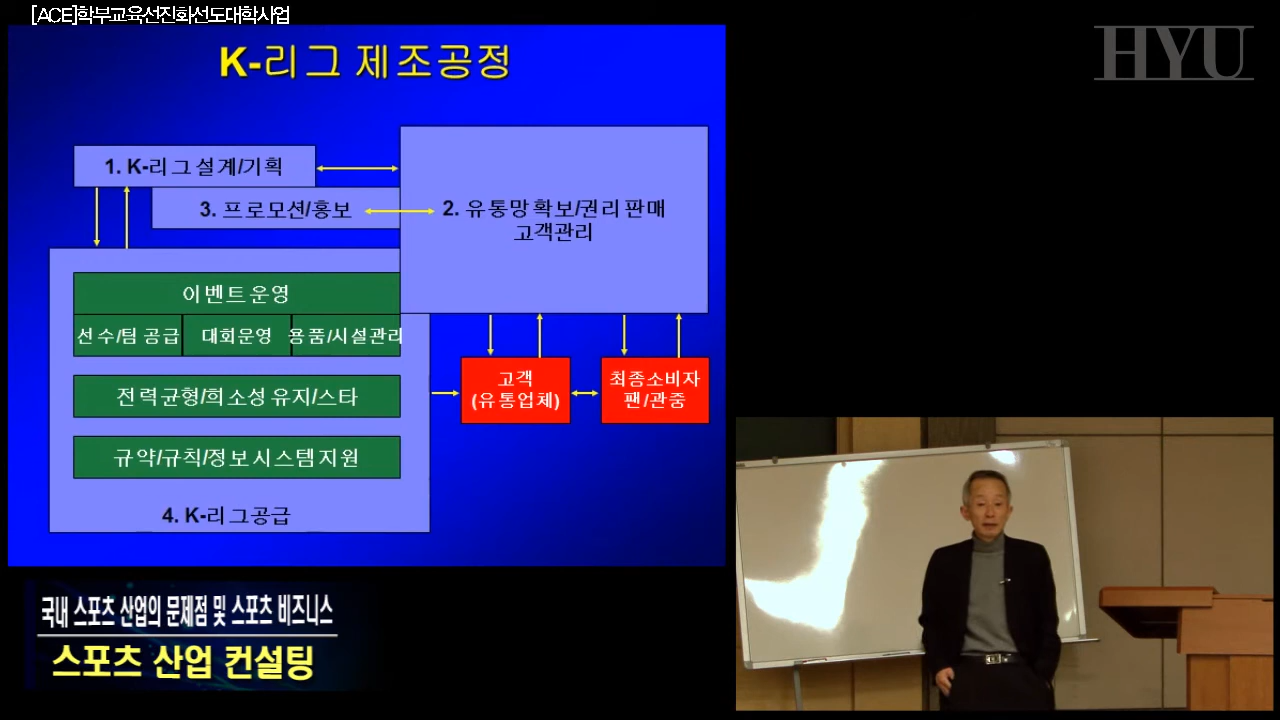 [ACE]학부교육선진화선도대학사업
HYU
K-리그 제조공정
1. K-리그설계/기획
3. 프로모션/홍보
2. 유통망확보/권리판매
고객관리
이벤트운영
선수/팀 공급
대회운영
용품/시설관리
전력균형/희소성유지/스타
규약/규칙/정보시스템지원
4. K-리그공급
고객
(유통업체)
최종소비자
팬/관중
국내 스포츠 산업의 문제점 및 스포츠 비즈니스
스포츠 산업 컨설팅